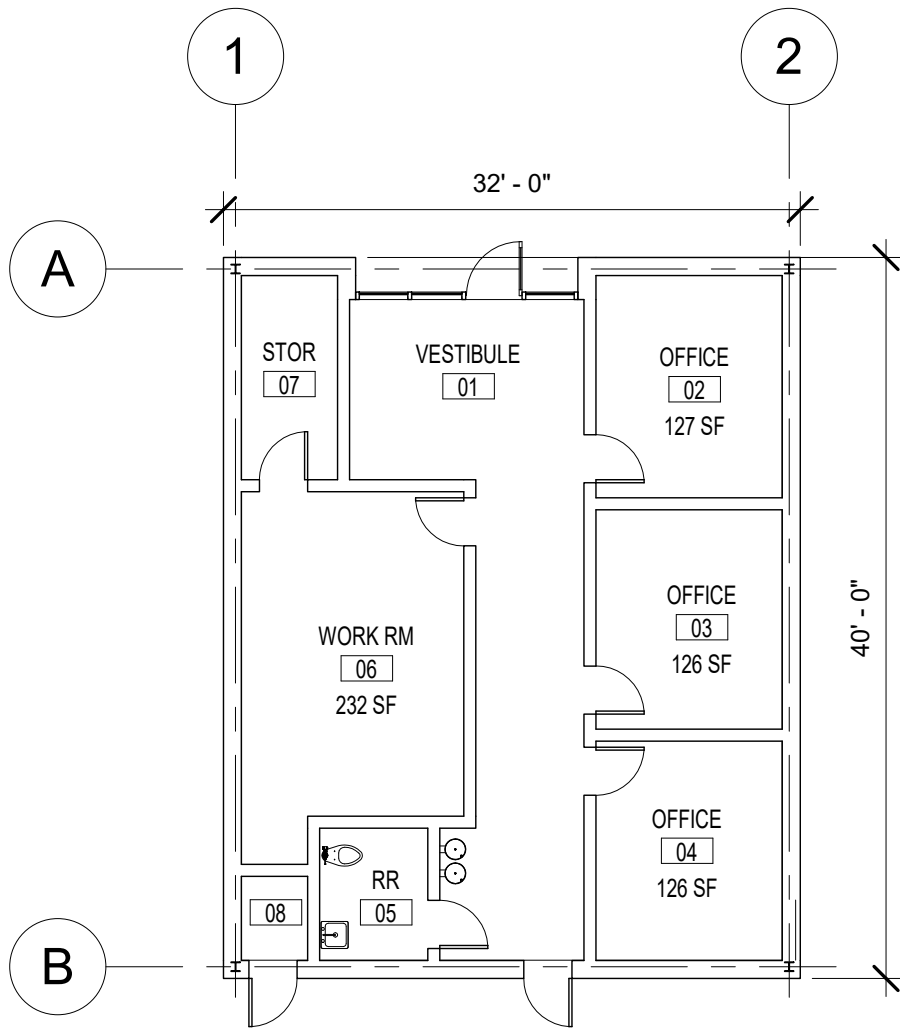 1
2
32' - 0"
A
STOR
07
VESTIBULE
01
OFFICE
02
127 SF
OFFICE
03
126 SF
40' - 0"
WORK RM
06
232 SF
OFFICE
04
126 SF
RR
05
08
B